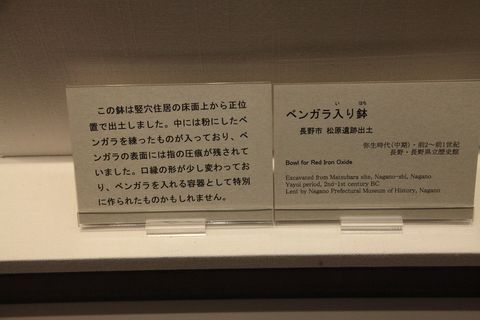 この鉢は竪穴住居の床面上から正位
置で出土しました。中には粉にしたベ
ンガラを練ったものが入っており、ベ
ンガラの表面には指の圧痕が残されて
いました。口縁の形が少し変わってお
り、ベンガラを入れる容器として特別
に作られたものかもしれません。
ベンガラ入り鉢
い はち
長野市 松原遺跡出土
弥生時代(中期)・前2～前1世紀
長野・長野県立歴史館
Bowl for Red Iron Oxide
Excavated from Matsubara site, Nagano-shi, Nagano
Yayoi period, 2nd-1st century BC
Lent by Nagano Prefectural Museum of History, Nagano